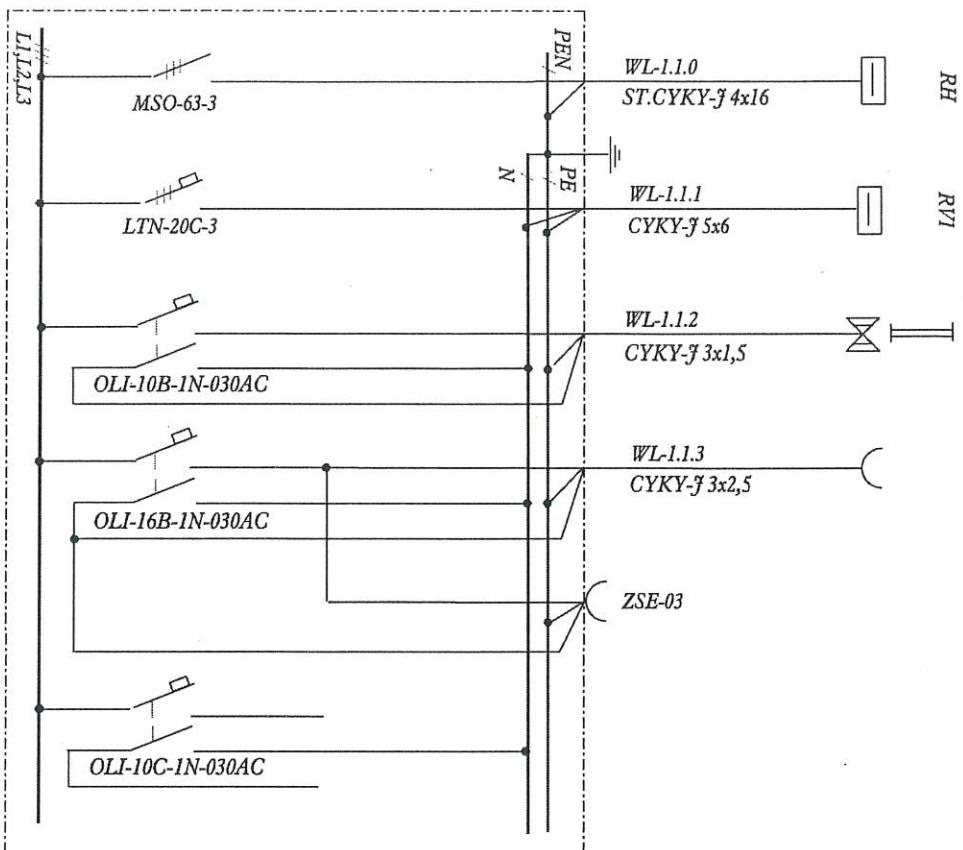 L1,L2,L3
PEN
WL-1.1.0
RH
MSO-63-3
ST.CYKY-J 4x16
N
PE
WL-1.1.1
RVI
LTN-20C-3
CYKY-J 5x6
WL-1.1.2
CYKY-J 3x1,5
OLI-10B-1N-030AC
WL-1.1.3
CYKY-J 3x2,5
OLI-16B-1N-030AC
ZSE-03
OLI-10C-1N-030AC